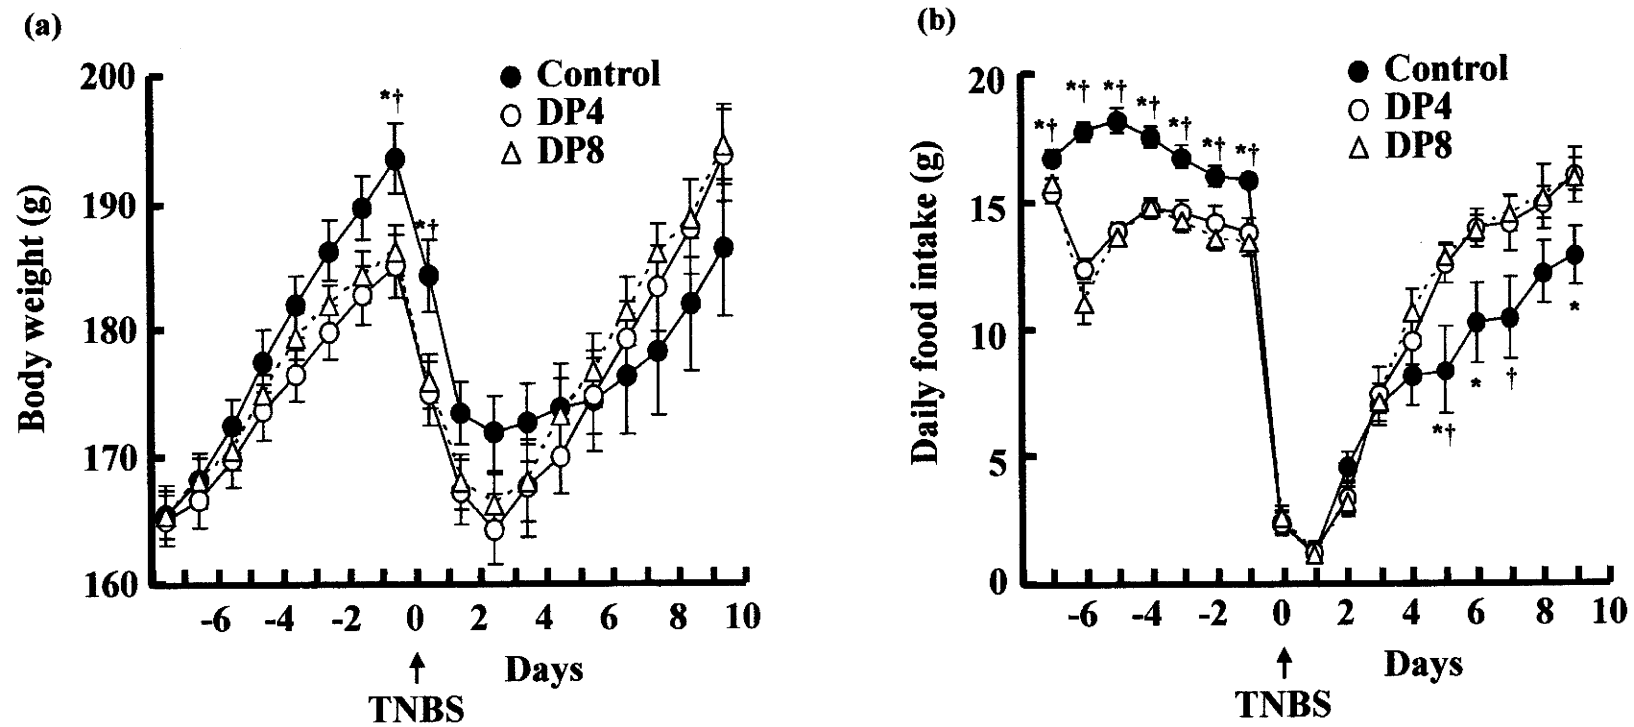 (a)
200
190
180
170
160
Body weight (g)
Control
DP4
DP8
*†
*†
-6 -4 -2 0 2 4 6 8 10
Days
TNBS
(b)
20
15
10
5
0
Daily food intake (g)
Control
DP4
DP8
*† *† *† *† *† *† *†
*† * † *
-6 -4 -2 0 2 4 6 8 10
Days
TNBS